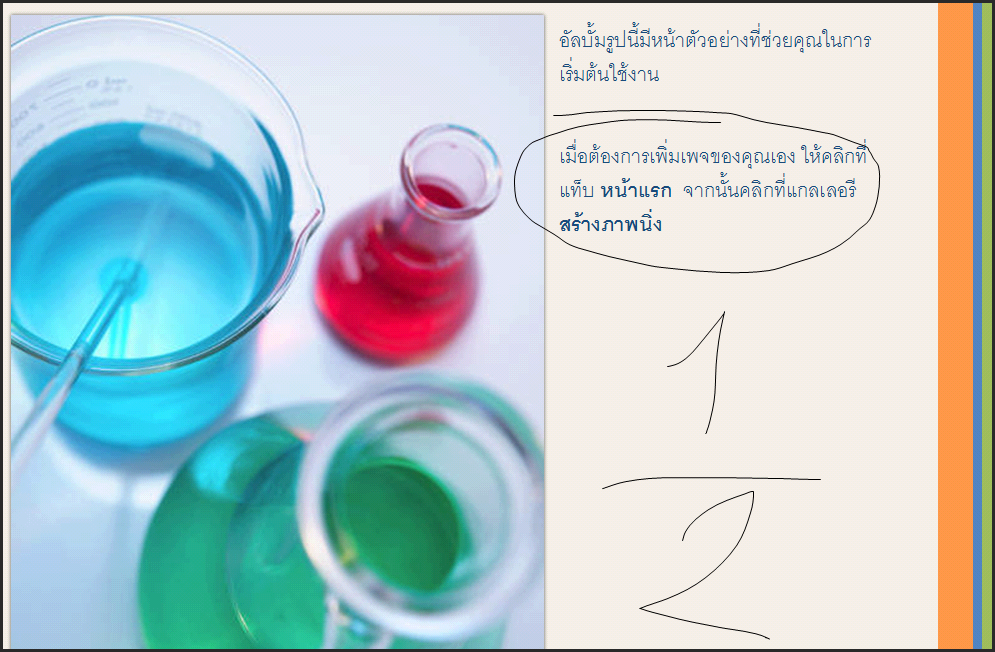 อัลบั้มรูปนี้มีหน้าตัวอย่างที่ช่วยคุณในการ
เริ่มต้นใช้งาน
เมื่อต้องการเพิ่มเพจของคุณเอง ให้คลิกที่
แท็บ หน้าแรก จากนั้นคลิกที่แกลเลอรี
สร้างภาพนิ่ง
1
2